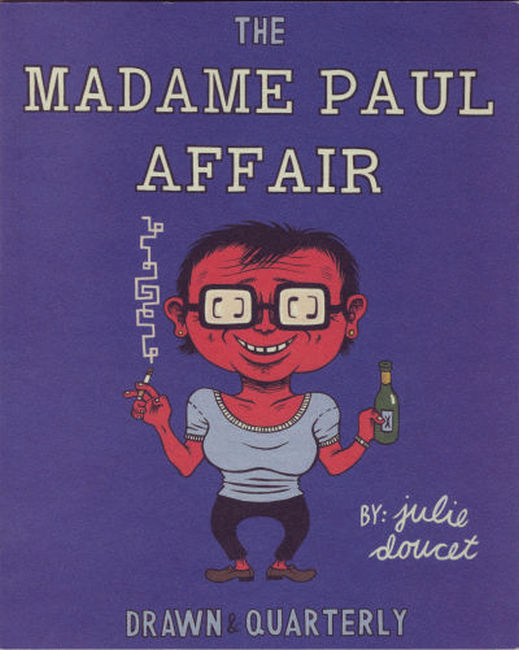 THE
MADAME PAUL
AFFAIR
X
BY: julie
doucet
DRAWN & QUARTERLY